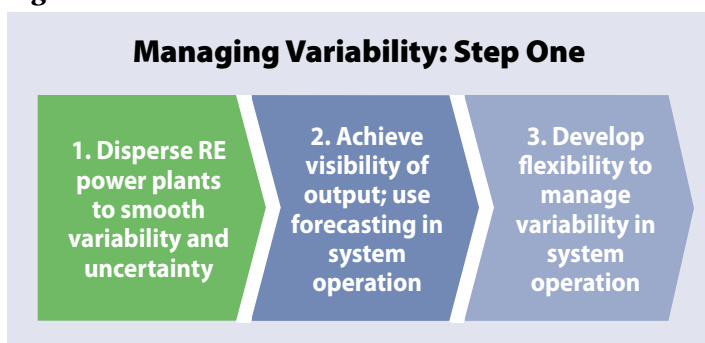 Managing Variability: Step One
1. Disperse RE
power plants
to smooth
variability and
uncertainty
2. Achieve
visibility of
output; use
forecasting in
system
operation
3. Develop
flexibility to
manage
variability in
system
operation